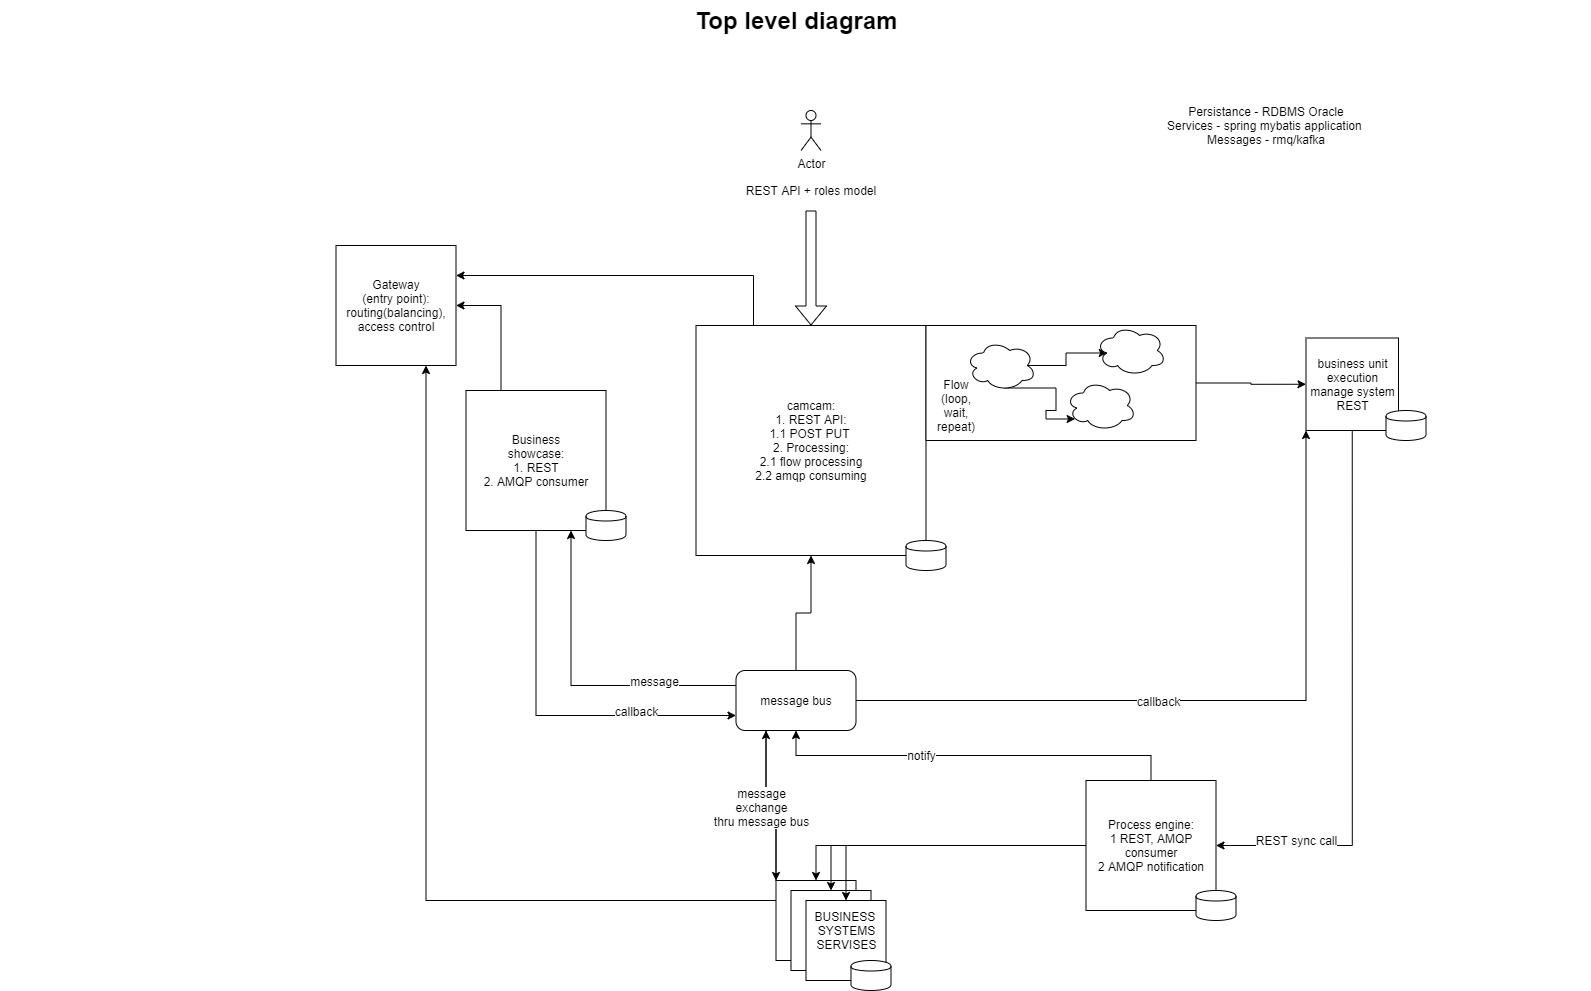 Top level diagram
Persistance - RDBMS Oracle
Services - spring mybatis application
Messages - rmq/kafka
Actor
REST API + roles model
Gateway
(entry point):
routing(balancing),
access control
camcam:
1. REST API:
1.1 POST PUT
2. Processing:
2.1 flow processing
2.2 amqp consuming
Flow
(loop,
wait,
repeat)
business unit
execution
manage system
REST
Business
showcase:
1. REST
2. AMQP consumer
message
callback
message bus
callback
notify
message
exchange
thru message bus
Process engine:
1 REST, AMQP
consumer
2 AMQP notification
REST sync call
BUSINESS
SYSTEMS
SERVISES